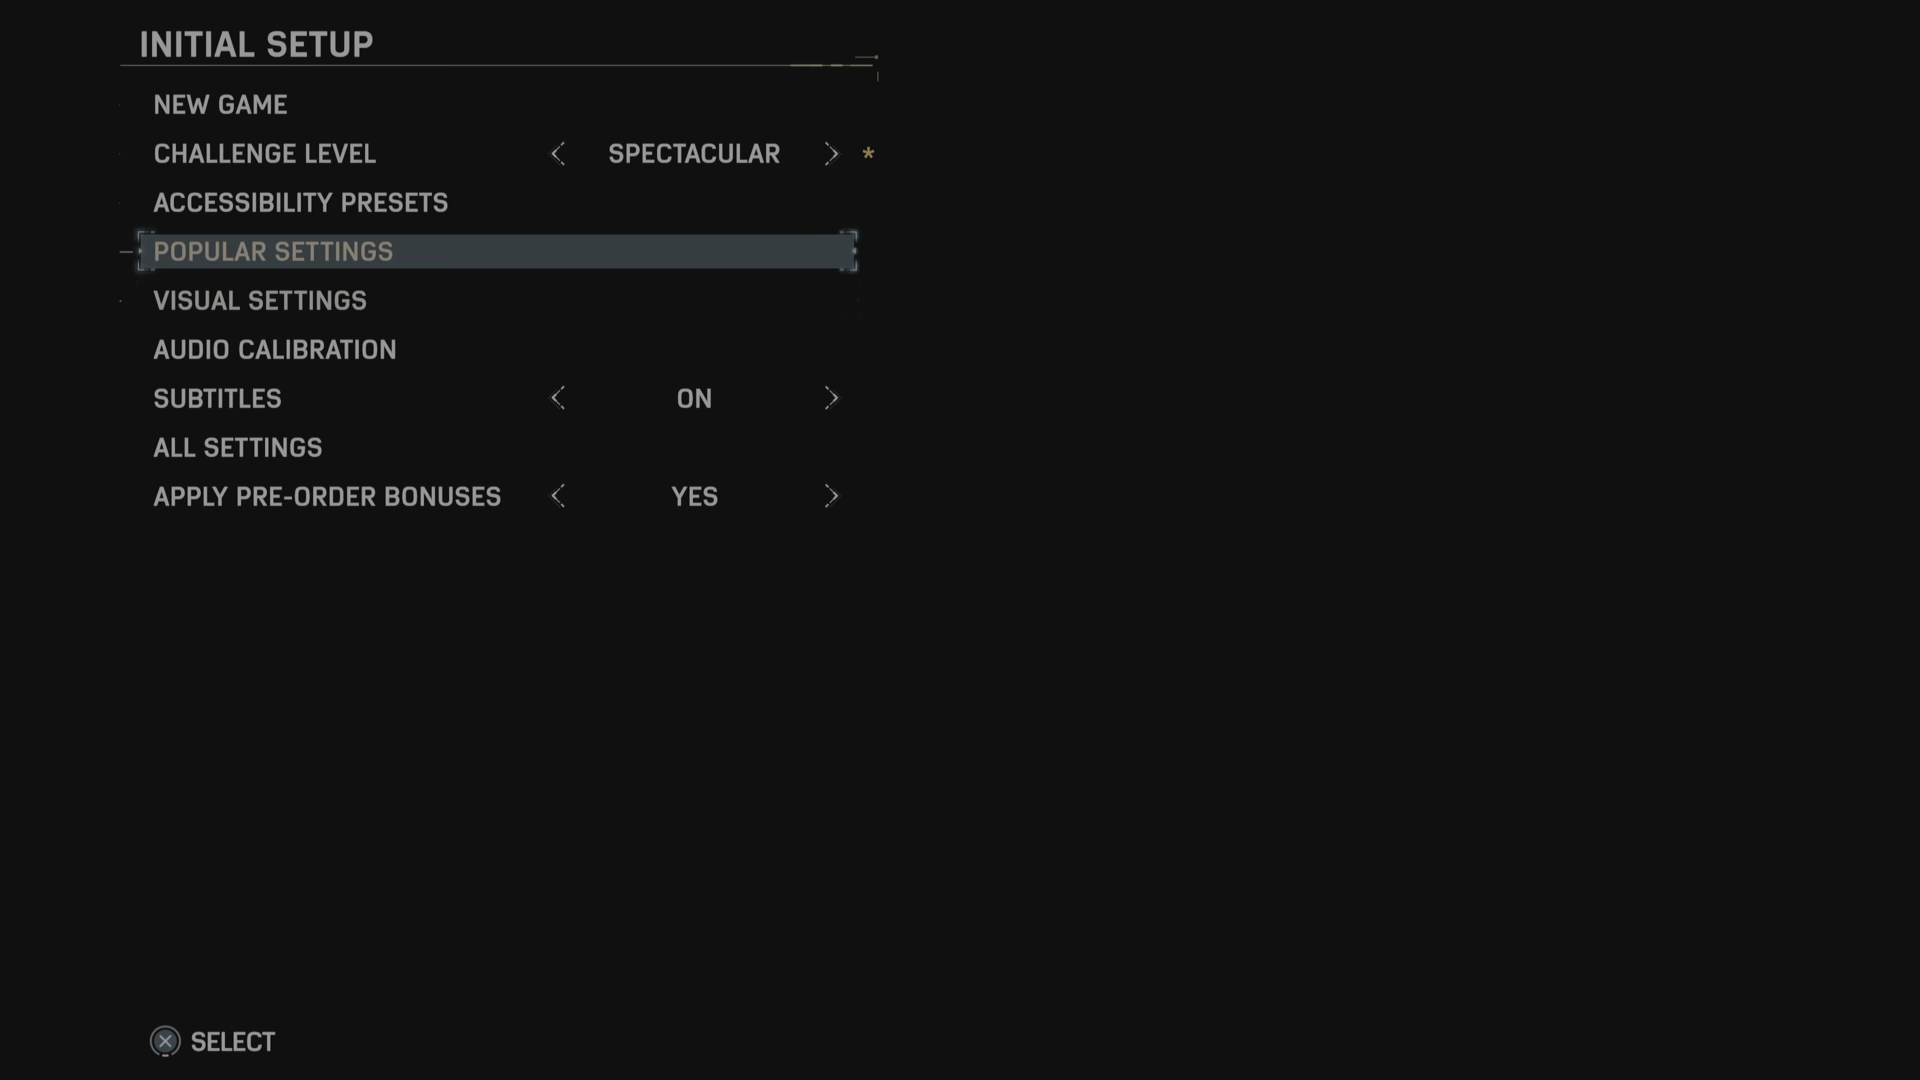 INITIAL SETUP
NEW GAME
CHALLENGE LEVEL SPECTACULAR *
ACCESSIBILITY PRESETS
POPULAR SETTINGS
VISUAL SETTINGS
AUDIO CALIBRATION
SUBTITLES ON
ALL SETTINGS
APPLY PRE-ORDER BONUSES YES
SELECT